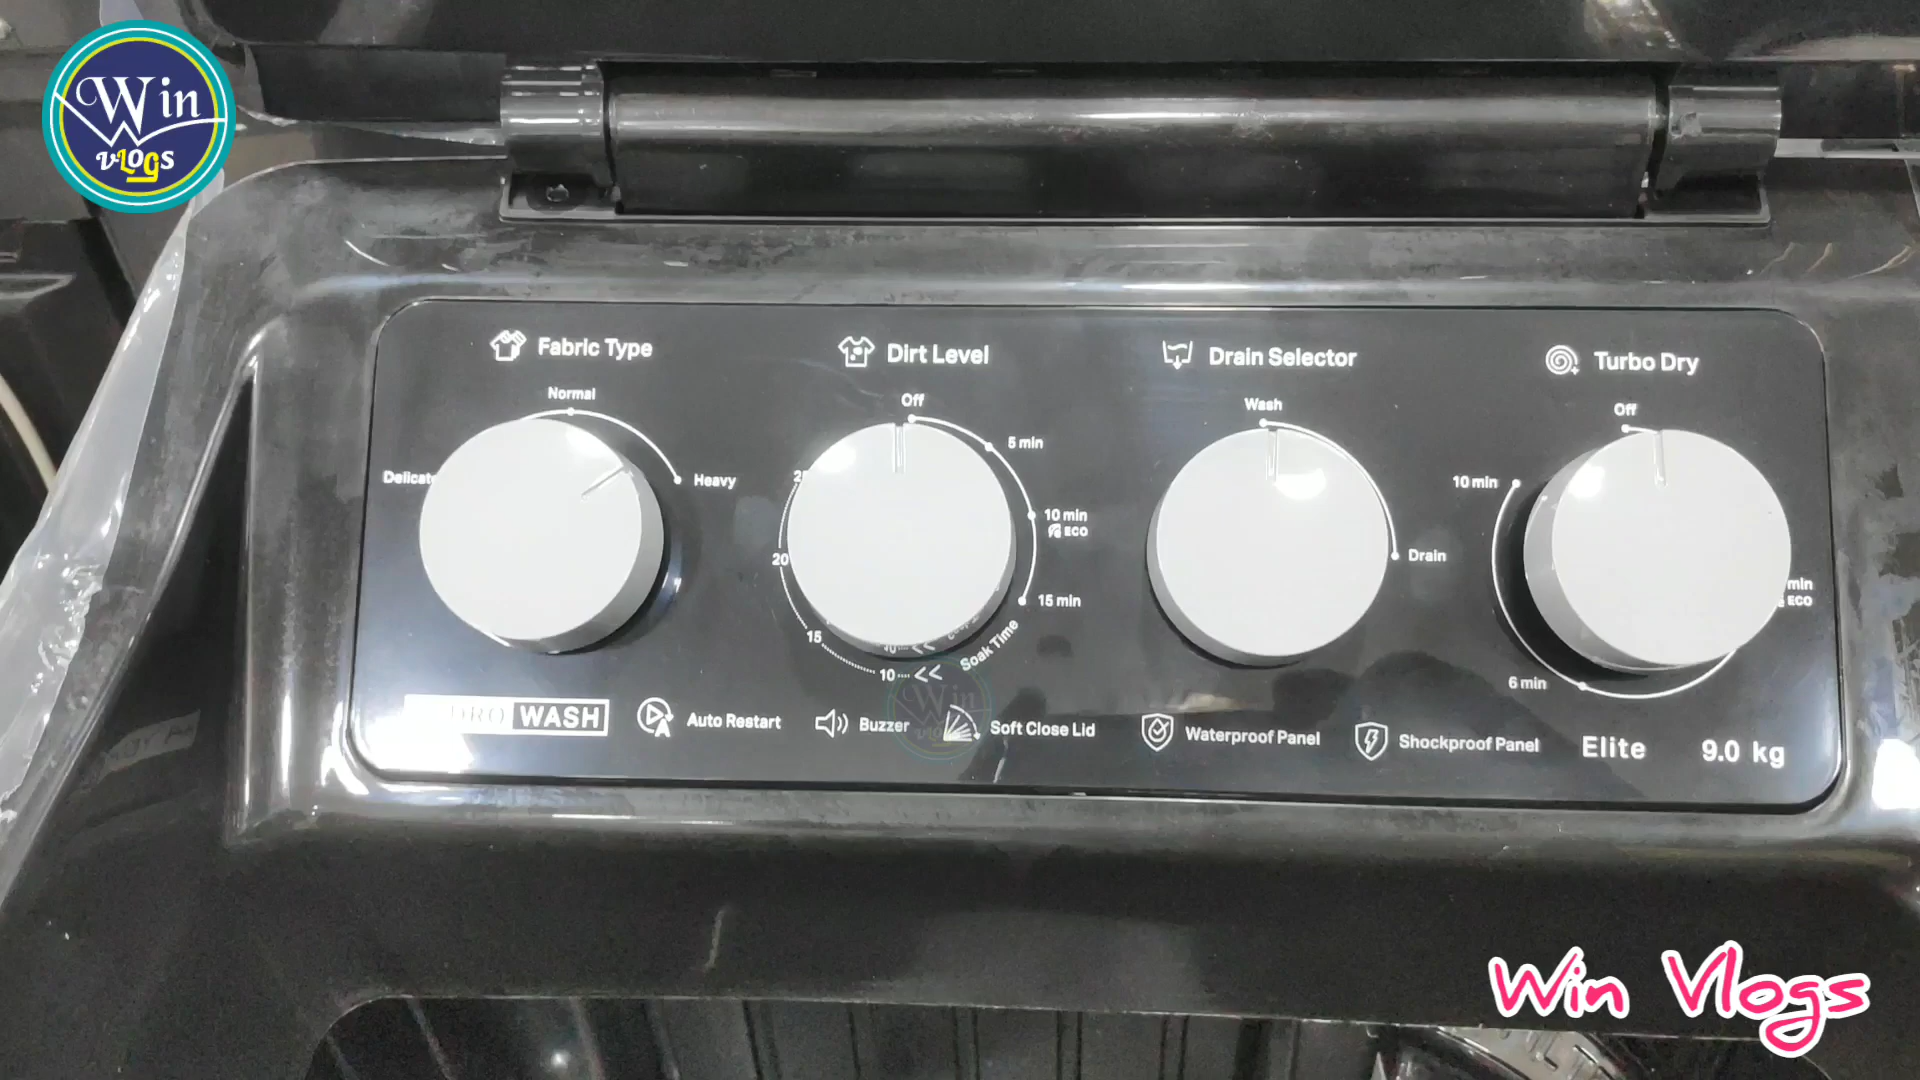 Win
vLOGS
Fabric Type
Dirt Level
Drain Selector
Turbo Dry
Normal
Off
Wash
Off
Heavy
5 min
10 min
ECO
15 min
Soak Time
10
15
20
Drain
10 min
6 min
min
ECO
WASH
Auto Restart
Buzzer
Soft Close Lid
Waterproof Panel
Shockproof Panel
Elite
9.0 kg
Win Vlogs